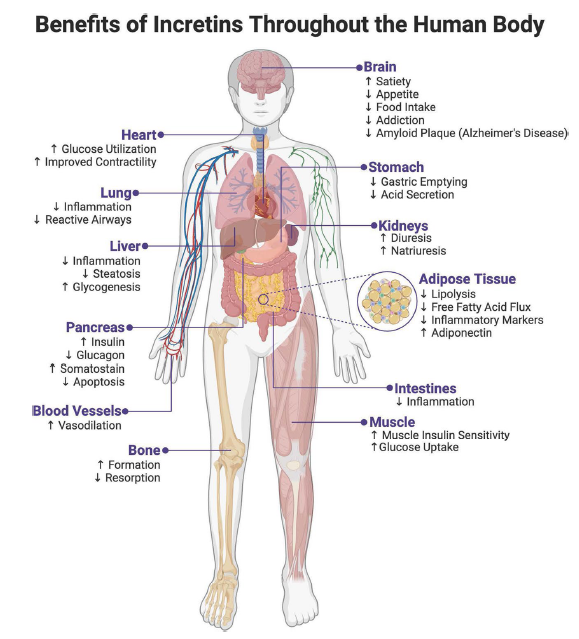 Benefits of Incretins Throughout the Human Body
Brain
↑ Satiety
↓ Appetite
↓ Food Intake
↓ Addiction
↓ Amyloid Plaque (Alzheimer's Disease)
Heart
↑ Glucose Utilization
↑ Improved Contractility
Stomach
↓ Gastric Emptying
↓ Acid Secretion
Lung
↓ Inflammation
↓ Reactive Airways
Kidneys
↑ Diuresis
↑ Natriuresis
Liver
↓ Inflammation
↓ Steatosis
↑ Glycogenesis
Adipose Tissue
↓ Lipolysis
↓ Free Fatty Acid Flux
↓ Inflammatory Markers
↑ Adiponectin
Pancreas
↑ Insulin
↓ Glucagon
↑ Somatostain
↓ Apoptosis
Intestines
↓ Inflammation
Blood Vessels
↑ Vasodilation
Muscle
↑ Muscle Insulin Sensitivity
↑Glucose Uptake
Bone
↑ Formation
↓ Resorption